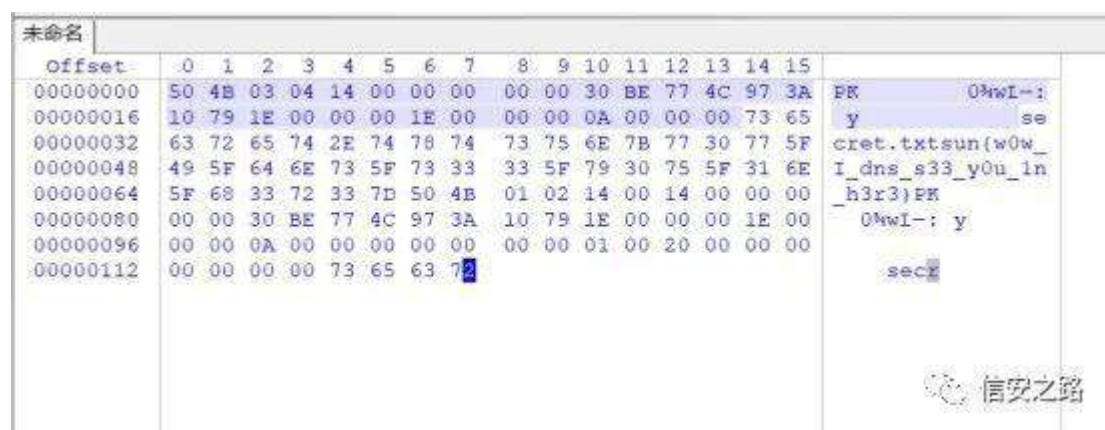 未命名
Offset 0 1 2 3 4 5 6 7 8 9 10 11 12 13 14 15
00000000 50 4B 03 04 14 00 00 00 00 00 30 BE 77 4C 97 3A PK 0¾wL—:
00000016 10 79 1E 00 00 00 1E 00 00 00 0A 00 00 00 73 65 y se
00000032 63 72 65 74 2E 74 78 74 73 75 6E 7B 77 30 77 5F cret.txtsun{w0w_
00000048 49 5F 64 6E 73 5F 73 33 33 5F 79 30 75 5F 31 6E I_dns_s33_y0u_1n
00000064 5F 68 33 72 33 7D 50 4B 01 02 14 00 14 00 00 00 _h3r3}PK
00000080 00 00 30 BE 77 4C 97 3A 10 79 1E 00 00 00 1E 00 0¾wL—: y
00000096 00 00 0A 00 00 00 00 00 00 00 01 00 20 00 00 00
00000112 00 00 00 00 73 65 63 72 secr
信安之路